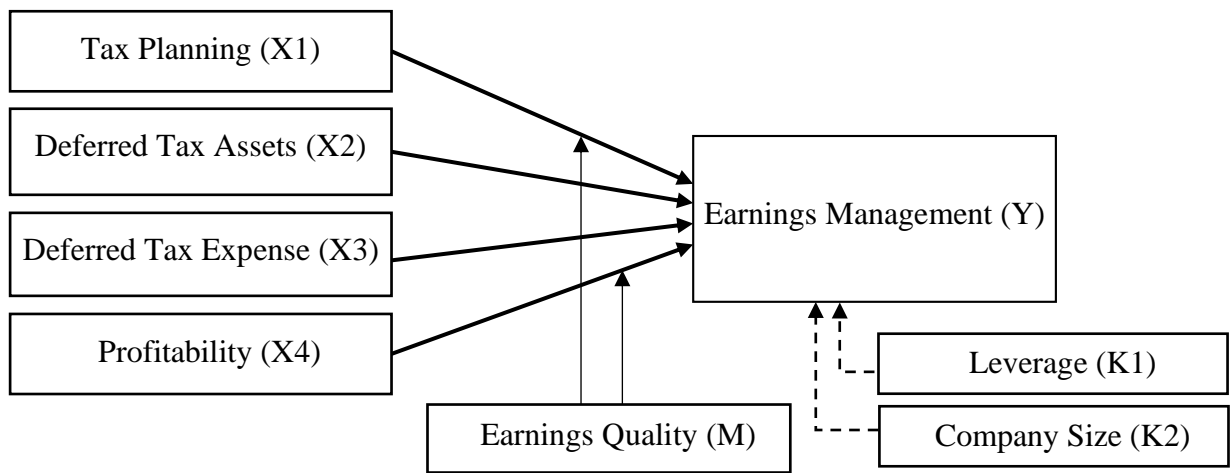 Tax Planning (X1)
Deferred Tax Assets (X2)
Earnings Management (Y)
Deferred Tax Expense (X3)
Profitability (X4)
Leverage (K1)
Earnings Quality (M)
Company Size (K2)